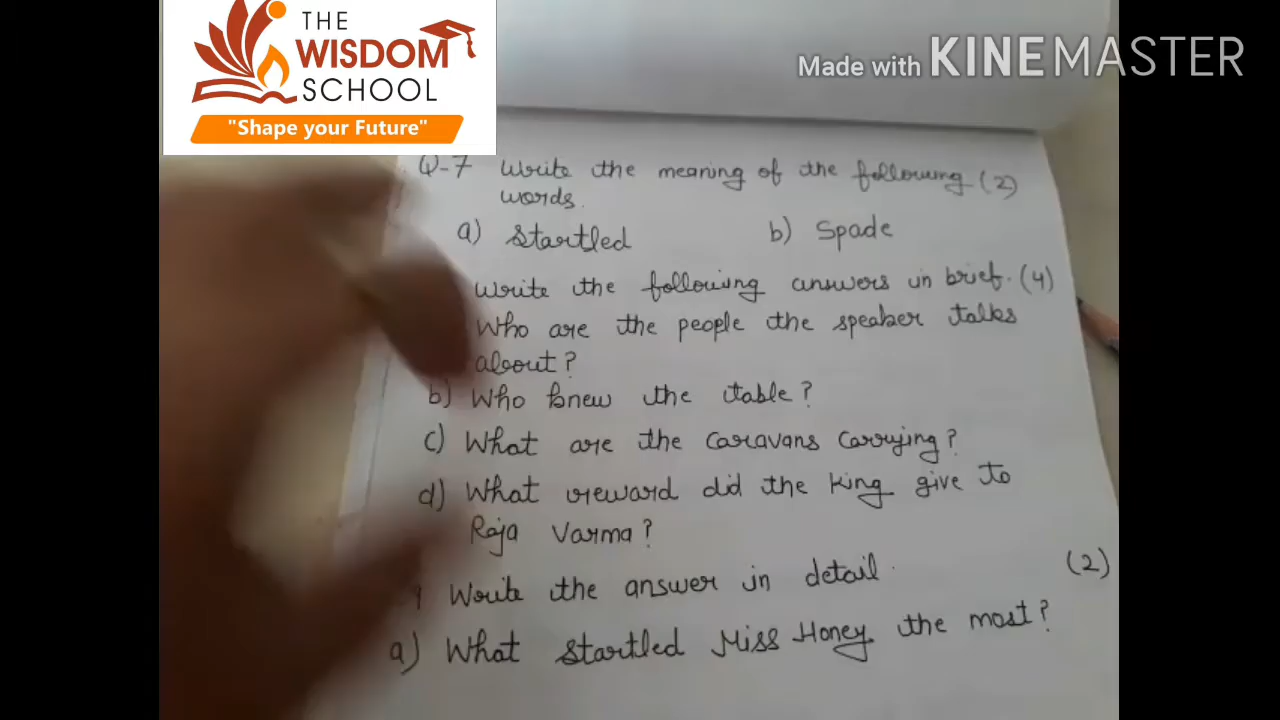 THE
WISDOM
SCHOOL
"Shape your Future"
Made with KINEMASTER
Q-7 Write the meaning of the following (2)
words.
a) Startled b) Spade
Write the following answers in brief. (4)
Who are the people the speaker talks
about?
b) Who knew the table?
c) What are the caravans carrying?
d) What reward did the king give to
Raja Varma?
Write the answer in detail. (2)
a) What startled Miss Honey the most?